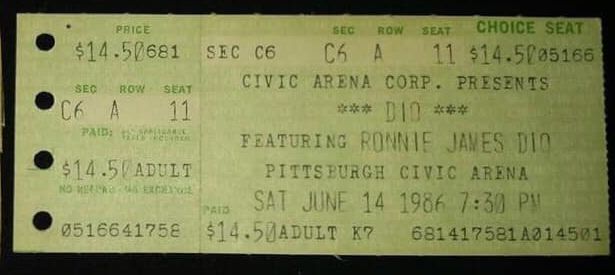 PRICE
$14.50681
SEC ROW SEAT
C6 A 11
PAID:
$14.50ADULT
NO REFUND - NO EXCHANGE
0516641758
SEC ROW SEAT CHOICE SEAT
SEC C6 C6 A 11 $14.5005166
CIVIC ARENA CORP. PRESENTS
*** DIO ***
FEATURING RONNIE JAMES DIO
PITTSBURGH CIVIC ARENA
SAT JUNE 14 1986 7:30 PM
PAID
$14.50ADULT K7 681417581A014501